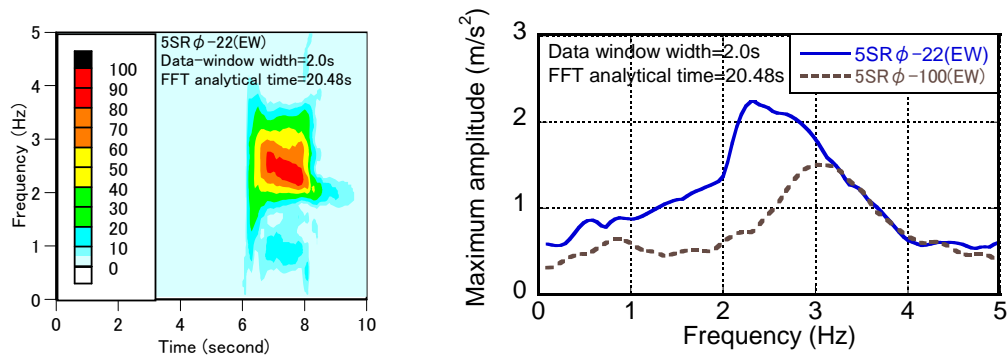 5
4
3
2
1
0
Frequency (Hz)
100
90
80
70
60
50
40
30
20
10
0
5SRφ-22(EW)
Data-window width=2.0s
FFT analytical time=20.48s
0 2 4 6 8 10
Time (second)
3
2
1
0
Maximum amplitude (m/s²)
Data window width=2.0s
FFT analytical time=20.48s
5SRφ-22(EW)
5SRφ-100(EW)
0 1 2 3 4 5
Frequency (Hz)